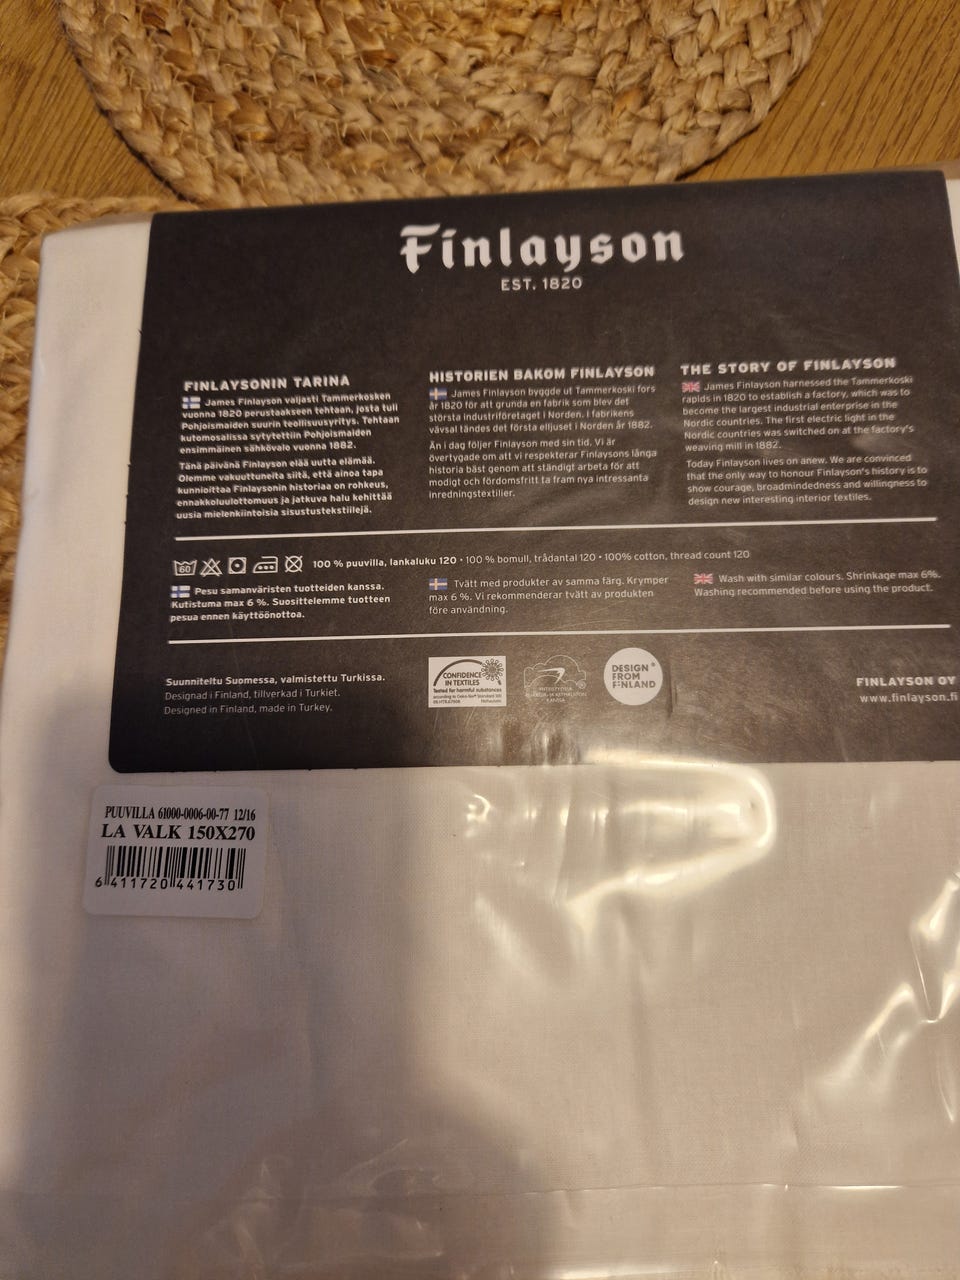 Finlayson
EST. 1820
FINLAYSONIN TARINA
James Finlayson valjasti Tammerkosken
vuonna 1820 perustaakseen tehtaan, josta tuli
Pohjoismaiden suurin teollisuusyritys. Tehtaan
kutomosalissa sytytettiin Pohjoismaiden
ensimmäinen sähkövalo vuonna 1882.
Tänä päivänä Finlayson elää uutta elämää.
Olemme vakuuttuneita siitä, että ainoa tapa
kunnioittaa Finlaysonin historiaa on rohkeus,
ennakkoluulottomuus ja jatkuva halu kehittää
uusia mielenkiintoisia sisustustekstiilejä.
HISTORIEN BAKOM FINLAYSON
James Finlayson byggde ut Tammerkoski fors
år 1820 för att grunda en fabrik som blev det
största industriföretaget i Norden. I fabrikens
vävsal tändes det första elljuset i Norden år 1882.
Än i dag följer Finlayson med sin tid. Vi är
övertygade om att vi respekterar Finlaysons långa
historia bäst genom att ständigt arbeta för att
modigt och fördomsfritt ta fram nya intressanta
inredningstextilier.
THE STORY OF FINLAYSON
James Finlayson harnessed the Tammerkoski
rapids in 1820 to establish a factory, which was to
become the largest industrial enterprise in the
Nordic countries. The first electric light in the
Nordic countries was switched on at the factory's
weaving mill in 1882.
Today Finlayson lives on anew. We are convinced
that the only way to honour Finlayson's history is to
show courage, broadmindedness and willingness to
design new interesting interior textiles.
60
100 % puuvilla, lankaluku 120 • 100 % bomull, trådantal 120 • 100% cotton, thread count 120
Pesu samanväristen tuotteiden kanssa.
Kutistuma max 6 %. Suosittelemme tuotteen
pesua ennen käyttöönottoa.
Tvätt med produkter av samma färg. Krymper
max 6 %. Vi rekommenderar tvätt av produkten
före användning.
Wash with similar colours. Shrinkage max 6%.
Washing recommended before using the product.
Suunniteltu Suomessa, valmistettu Turkissa.
Designad i Finland, tillverkad i Turkiet.
Designed in Finland, made in Turkey.
CONFIDENCE
IN TEXTILES
Tested for harmful substances
according to Oeko-Tex® Standard 100
Hohenstein
YHTEISTYÖSSÄ
KANSSA
DESIGN
FROM
FINLAND
FINLAYSON OY
www.finlayson.fi
PUUVILLA 61000-0006-00-77 12/16
LA VALK 150X270
6 411720 441730